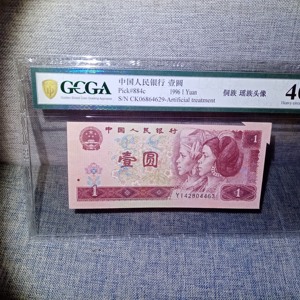 GCGA
中国人民银行 壹圆
Pick#884c 1996 1 Yuan
侗族 瑶族头像
S/N CK06864629-Artificial treatment
40
中国人民银行
壹圆
1
1
YI42804463